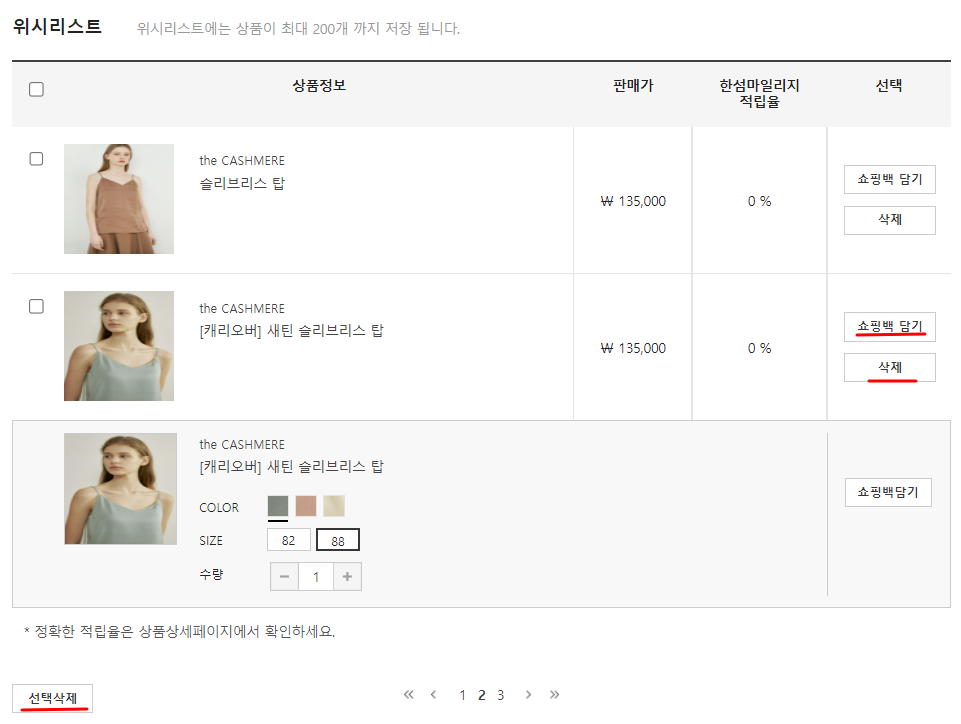 위시리스트 위시리스트에는 상품이 최대 200개 까지 저장 됩니다.
상품정보 판매가 한섬마일리지 선택
적립율
the CASHMERE
슬리브리스 탑
₩ 135,000
0 %
쇼핑백 담기
삭제
the CASHMERE
[캐리오버] 새틴 슬리브리스 탑
₩ 135,000
0 %
쇼핑백 담기
삭제
the CASHMERE
[캐리오버] 새틴 슬리브리스 탑
COLOR
SIZE 82 88
수량 − 1 +
쇼핑백담기
* 정확한 적립율은 상품상세페이지에서 확인하세요.
선택삭제
« ‹ 1 2 3 › »